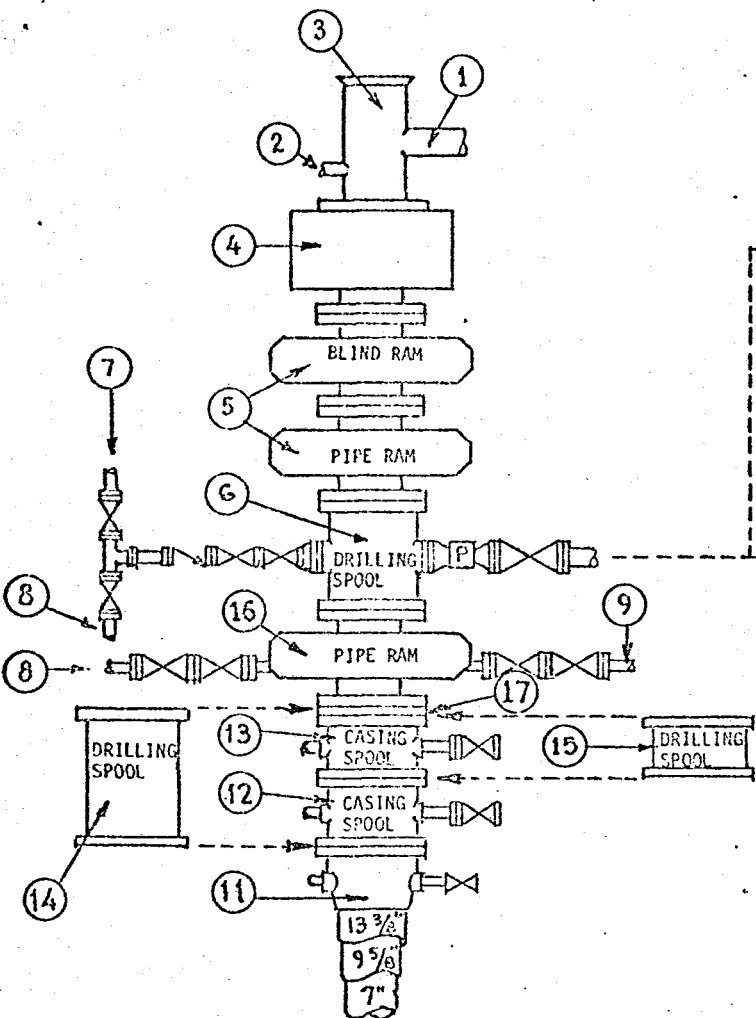 3
1
2
4
BLIND RAM
7
5
PIPE RAM
6
P
DRILLING
SPOOL
8
16
9
8
PIPE RAM
17
13
CASING
SPOOL
15
DRILLING
SPOOL
DRILLING
SPOOL
12
CASING
SPOOL
14
11
13 3/8"
9 5/8"
7"